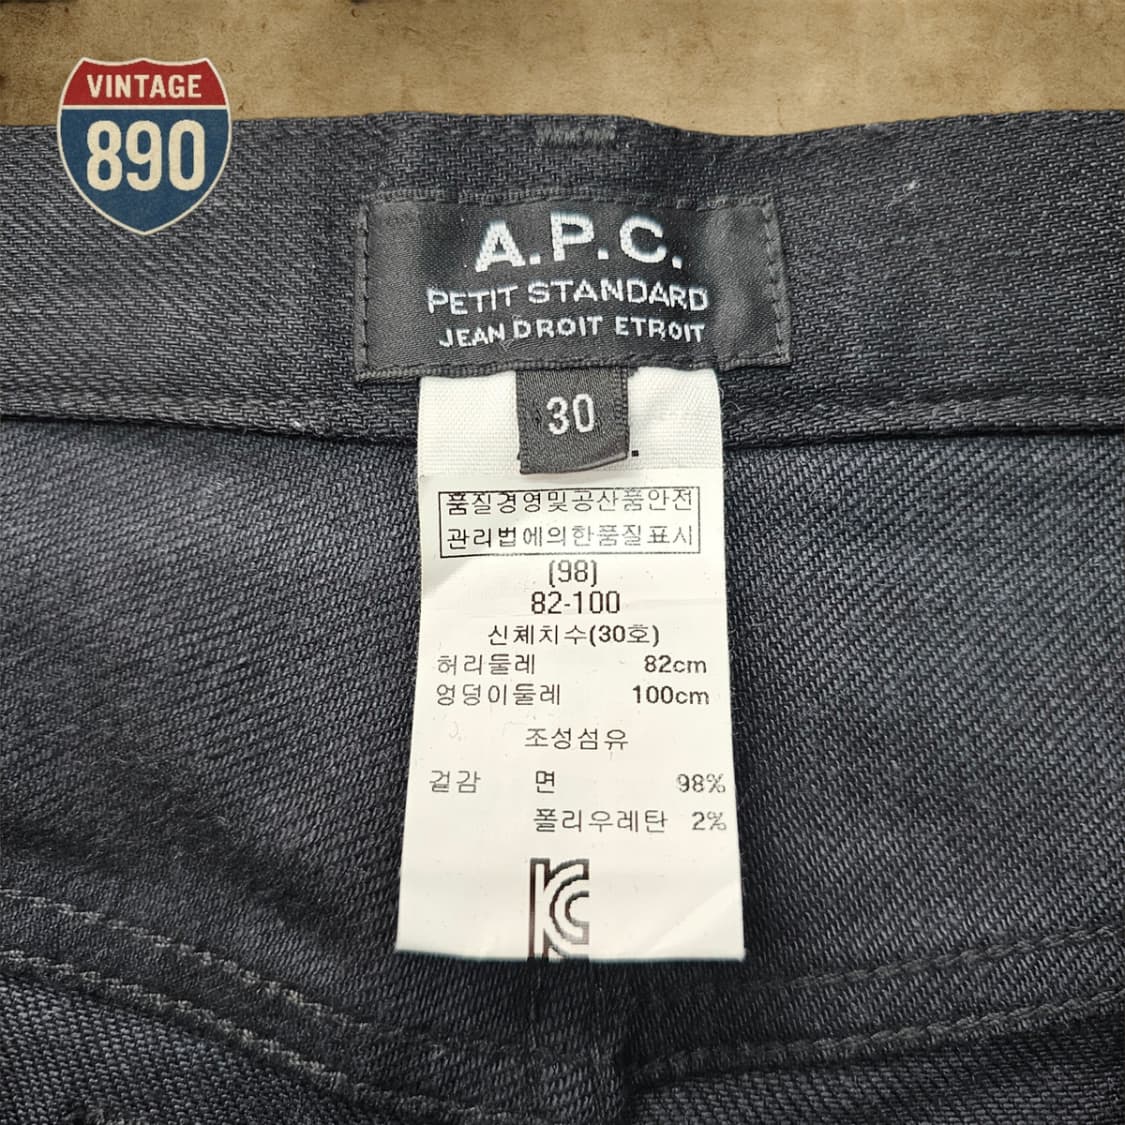 VINTAGE
890
A.P.C.
PETIT STANDARD
JEAN DROIT ETROIT
30
품질경영및공산품안전
관리법에의한품질표시
(98)
82-100
신체치수(30호)
허리둘레 82cm
엉덩이둘레 100cm
조성섬유
겉감 면 98%
폴리우레탄 2%
KC